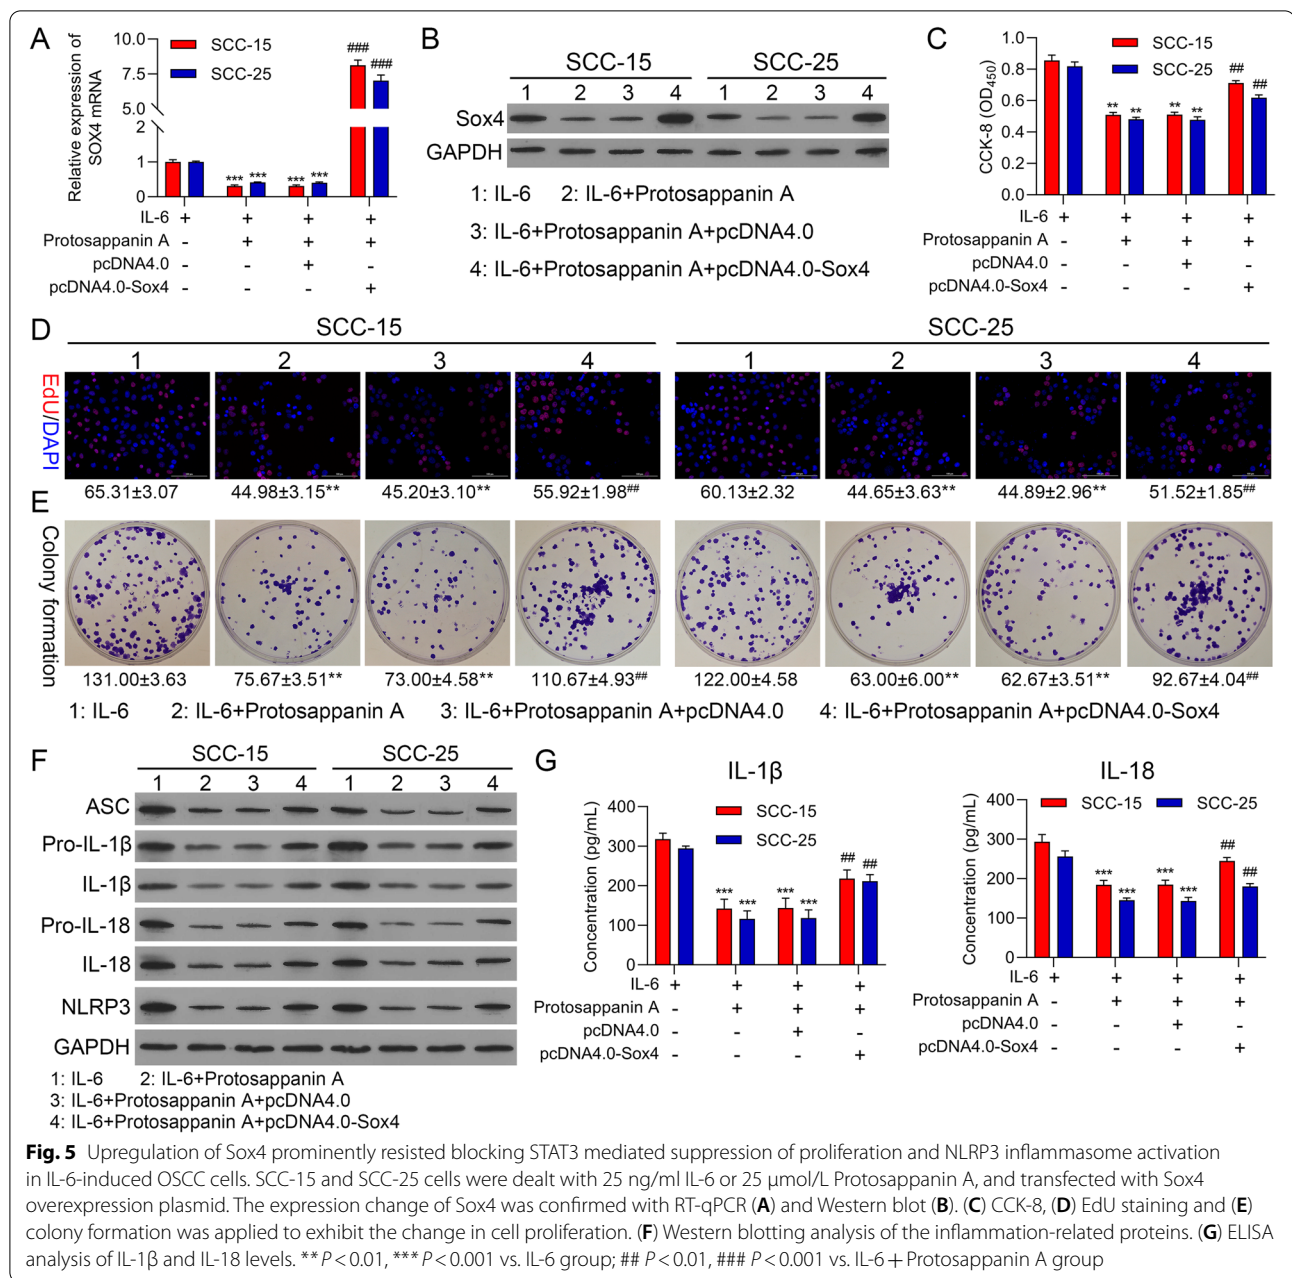 A
Relative expression of
SOX4 mRNA
10.0
7.5
5.0
2
1
0
SCC-15
SCC-25
*** *** *** *** ### ###
IL-6 + + + +
Protosappanin A - + + +
pcDNA4.0 - - + -
pcDNA4.0-Sox4 - - - +
B
SCC-15 SCC-25
1 2 3 4 1 2 3 4
Sox4
GAPDH
1: IL-6 2: IL-6+Protosappanin A
3: IL-6+Protosappanin A+pcDNA4.0
4: IL-6+Protosappanin A+pcDNA4.0-Sox4
C
CCK-8 (OD450)
1.0
0.8
0.6
0.4
0.2
0.0
SCC-15
SCC-25
** ** ** ** ## ##
IL-6 + + + +
Protosappanin A - + + +
pcDNA4.0 - - + -
pcDNA4.0-Sox4 - - - +
D
SCC-15 SCC-25
1 2 3 4 1 2 3 4
EdU/DAPI
65.31±3.07 44.98±3.15** 45.20±3.10** 55.92±1.98## 60.13±2.32 44.65±3.63** 44.89±2.96** 51.52±1.85##
E
Colony formation
131.00±3.63 75.67±3.51** 73.00±4.58** 110.67±4.93## 122.00±4.58 63.00±6.00** 62.67±3.51** 92.67±4.04##
1: IL-6 2: IL-6+Protosappanin A 3: IL-6+Protosappanin A+pcDNA4.0 4: IL-6+Protosappanin A+pcDNA4.0-Sox4
F
SCC-15 SCC-25
1 2 3 4 1 2 3 4
ASC
Pro-IL-1β
IL-1β
Pro-IL-18
IL-18
NLRP3
GAPDH
1: IL-6 2: IL-6+Protosappanin A
3: IL-6+Protosappanin A+pcDNA4.0
4: IL-6+Protosappanin A+pcDNA4.0-Sox4
G
IL-1β
Concentration (pg/mL)
400
300
200
100
0
SCC-15
SCC-25
*** *** *** *** ## ##
IL-6 + + + +
Protosappanin A - + + +
pcDNA4.0 - - + -
pcDNA4.0-Sox4 - - - +
IL-18
Concentration (pg/mL)
400
300
200
100
0
SCC-15 SCC-25
*** *** *** *** ## ##
IL-6 + + + +
Protosappanin A - + + +
pcDNA4.0 - - + -
pcDNA4.0-Sox4 - - - +
Fig. 5 Upregulation of Sox4 prominently resisted blocking STAT3 mediated suppression of proliferation and NLRP3 inflammasome activation
in IL-6-induced OSCC cells. SCC-15 and SCC-25 cells were dealt with 25 ng/ml IL-6 or 25 μmol/L Protosappanin A, and transfected with Sox4
overexpression plasmid. The expression change of Sox4 was confirmed with RT-qPCR (A) and Western blot (B). (C) CCK-8, (D) EdU staining and (E)
colony formation was applied to exhibit the change in cell proliferation. (F) Western blotting analysis of the inflammation-related proteins. (G) ELISA
analysis of IL-1β and IL-18 levels. **P < 0.01, ***P < 0.001 vs. IL-6 group; ## P < 0.01, ### P < 0.001 vs. IL-6 + Protosappanin A group